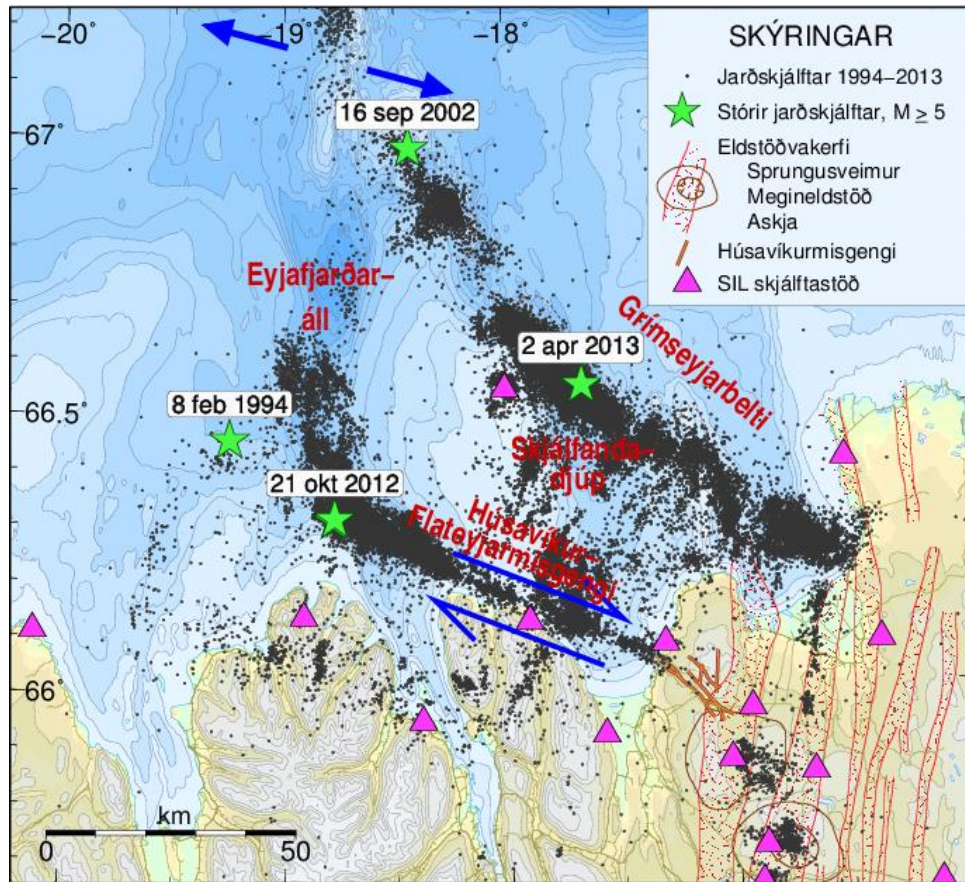 -20˚
-19˚
-18˚
67˚
66.5˚
66˚
16 sep 2002
Eyjafjarðar-
áll
2 apr 2013
Grímseyjarbelti
8 feb 1994
Skjálfanda-
djúp
21 okt 2012
Húsavíkur-
Flateyjarmisgengi
km
0
50
SKÝRINGAR
Jarðskjálftar 1994-2013
Stórir jarðskjálftar, M ≥ 5
Eldstöðvakerfi
Sprungusveimur
Megineldstöð
Askja
Húsavíkurmisgengi
SIL skjálftastöð